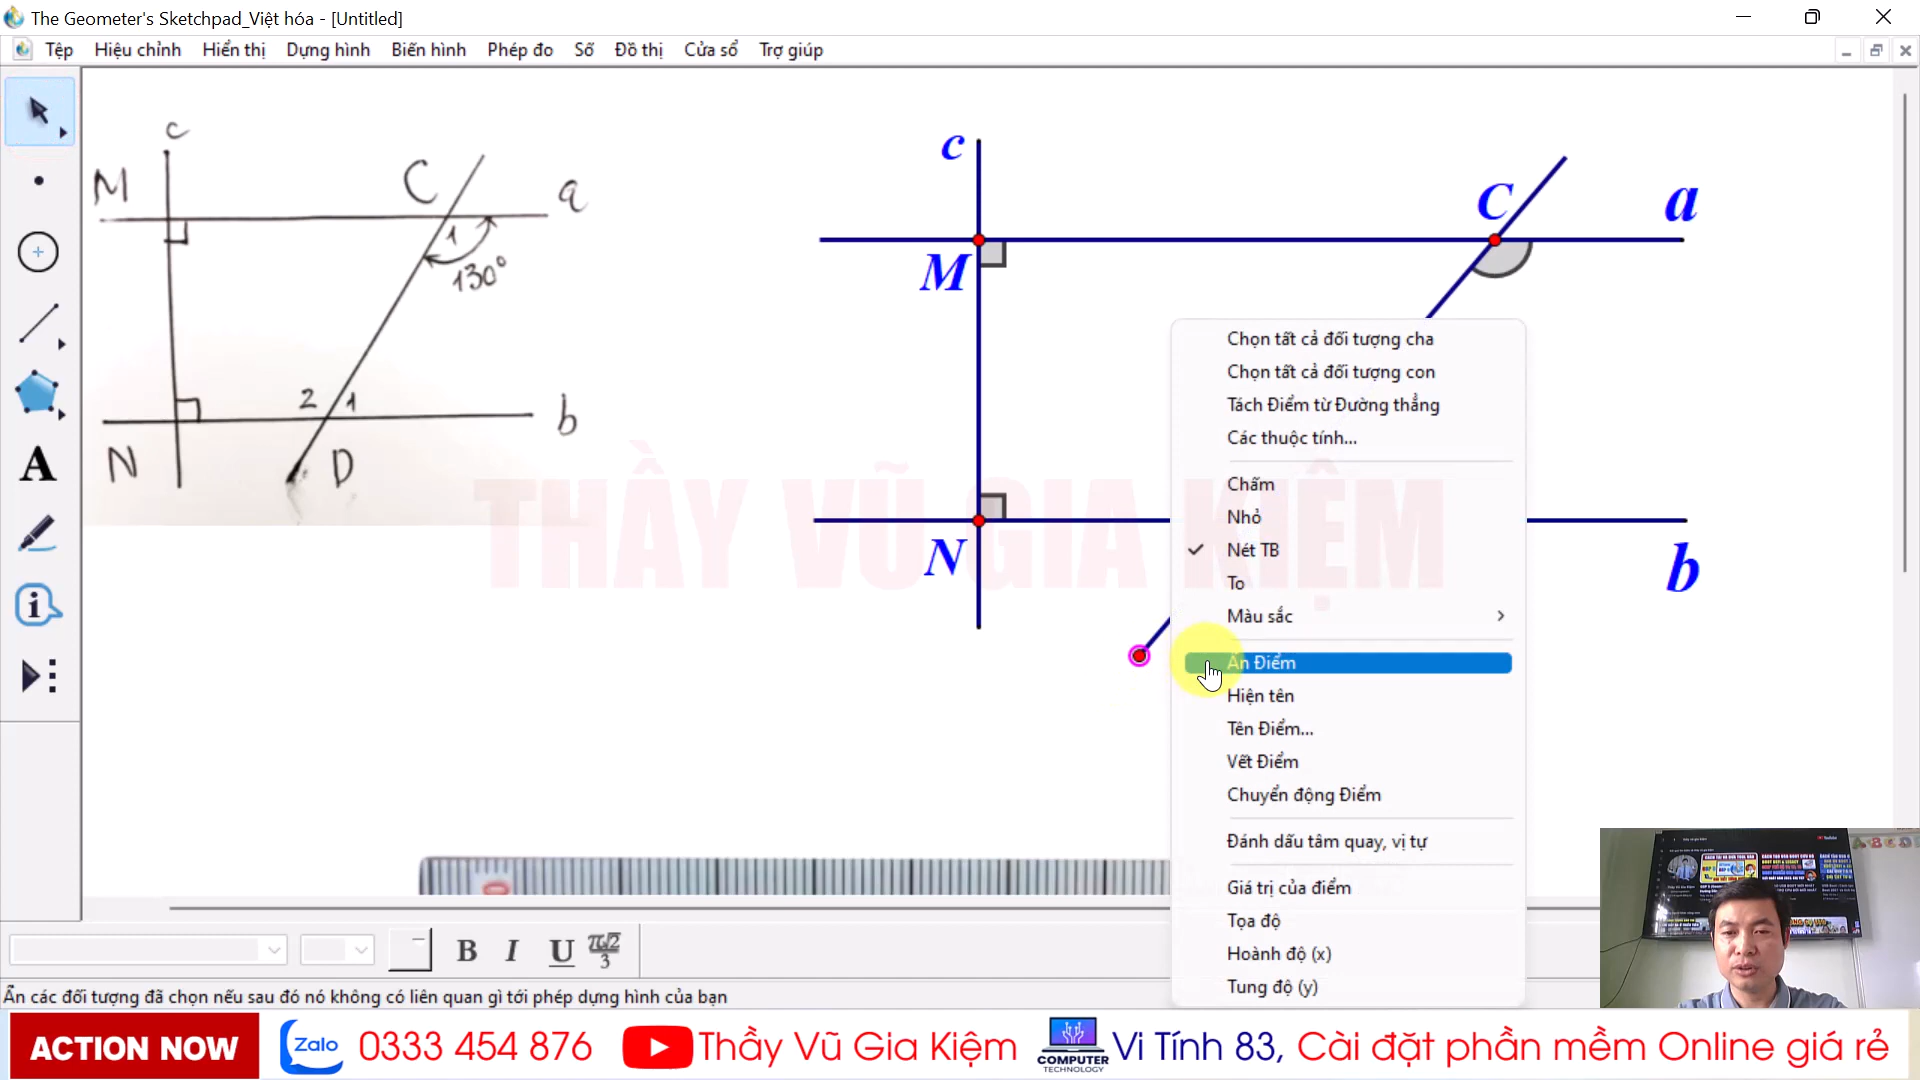 The Geometer's Sketchpad_Việt hóa - [Untitled]
Tệp Hiệu chỉnh Hiển thị Dựng hình Biến hình Phép đo Số Đồ thị Cửa sổ Trợ giúp
c
M C a
1
130°
2 1
b
N D
c
C a
M
N
b
THẦY VŨ GIA KIỆM
Chọn tất cả đối tượng cha
Chọn tất cả đối tượng con
Tách Điểm từ Đường thẳng
Các thuộc tính...
Chấm
Nhỏ
Nét TB
To
Màu sắc
Ẩn Điểm
Hiện tên
Tên Điểm...
Vết Điểm
Chuyển động Điểm
Đánh dấu tâm quay, vị tự
Giá trị của điểm
Tọa độ
Hoành độ (x)
Tung độ (y)
A
0
B I U
Ẩn các đối tượng đã chọn nếu sau đó nó không có liên quan gì tới phép dựng hình của bạn
ACTION NOW Zalo 0333 454 876 Thầy Vũ Gia Kiệm COMPUTER TECHNOLOGY Vi Tính 83, Cài đặt phần mềm Online giá rẻ